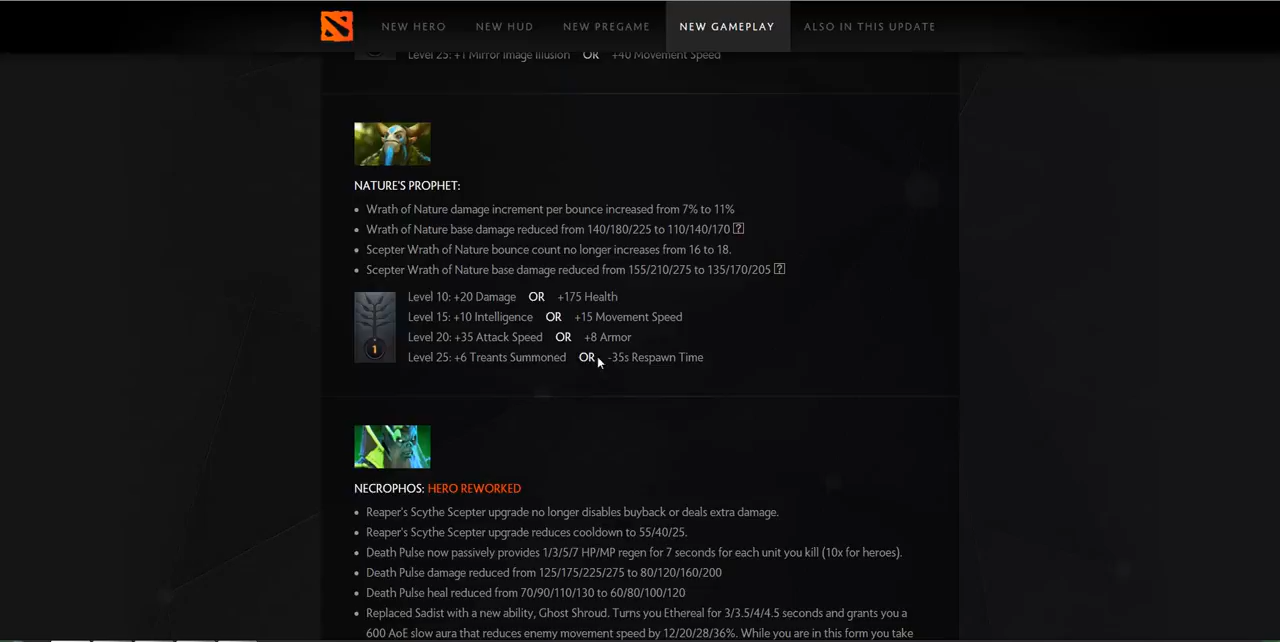 NEW HERO NEW HUD NEW PREGAME NEW GAMEPLAY ALSO IN THIS UPDATE
Level 25: +1 Mirror Image Illusion OR +40 Movement Speed
NATURE'S PROPHET:
• Wrath of Nature damage increment per bounce increased from 7% to 11%
• Wrath of Nature base damage reduced from 140/180/225 to 110/140/170 ?
• Scepter Wrath of Nature bounce count no longer increases from 16 to 18.
• Scepter Wrath of Nature base damage reduced from 155/210/275 to 135/170/205 ?
Level 10: +20 Damage OR +175 Health
Level 15: +10 Intelligence OR +15 Movement Speed
Level 20: +35 Attack Speed OR +8 Armor
1
Level 25: +6 Treants Summoned OR -35s Respawn Time
NECROPHOS: HERO REWORKED
• Reaper's Scythe Scepter upgrade no longer disables buyback or deals extra damage.
• Reaper's Scythe Scepter upgrade reduces cooldown to 55/40/25.
• Death Pulse now passively provides 1/3/5/7 HP/MP regen for 7 seconds for each unit you kill (10x for heroes).
• Death Pulse damage reduced from 125/175/225/275 to 80/120/160/200
• Death Pulse heal reduced from 70/90/110/130 to 60/80/100/120
• Replaced Sadist with a new ability, Ghost Shroud. Turns you Ethereal for 3/3.5/4/4.5 seconds and grants you a
600 AoE slow aura that reduces enemy movement speed by 12/20/28/36%. While you are in this form you take